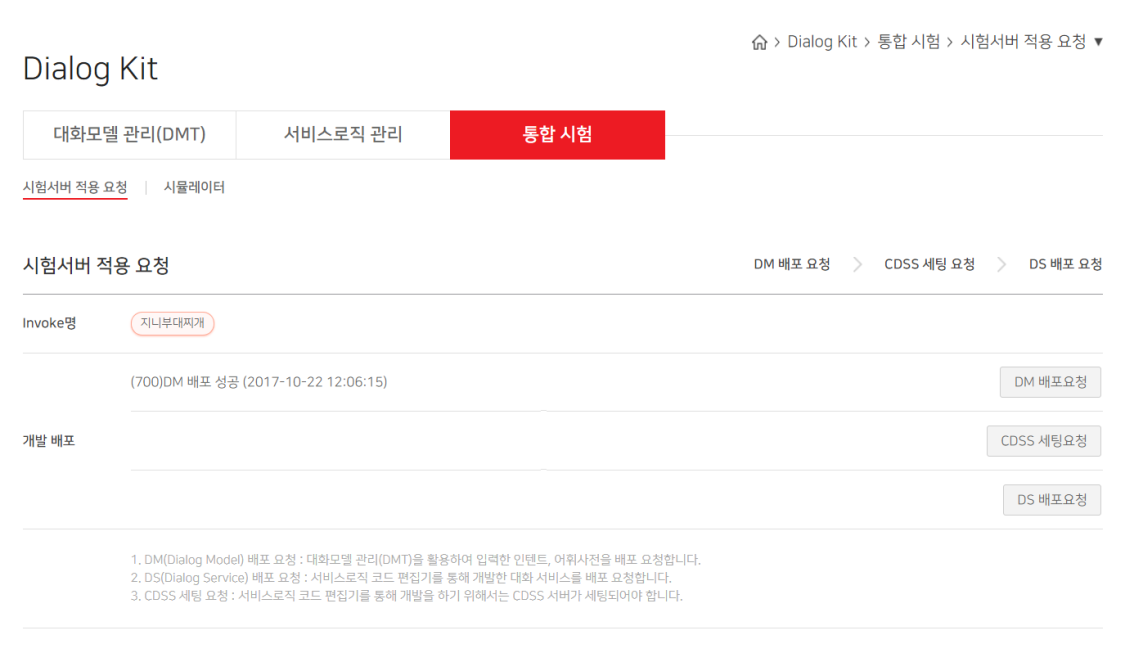 > Dialog Kit > 통합 시험 > 시험서버 적용 요청 ▼
Dialog Kit
대화모델 관리(DMT) 서비스로직 관리 통합 시험
시험서버 적용 요청 | 시뮬레이터
시험서버 적용 요청 DM 배포 요청 > CDSS 세팅 요청 > DS 배포 요청
Invoke명 지니부대찌개
(700)DM 배포 성공 (2017-10-22 12:06:15) DM 배포요청
개발 배포 CDSS 세팅요청
DS 배포요청
1. DM(Dialog Model) 배포 요청 : 대화모델 관리(DMT)을 활용하여 입력한 인텐트, 어휘사전을 배포 요청합니다.
2. DS(Dialog Service) 배포 요청 : 서비스로직 코드 편집기를 통해 개발한 대화 서비스를 배포 요청합니다.
3. CDSS 세팅 요청 : 서비스로직 코드 편집기를 통해 개발을 하기 위해서는 CDSS 서버가 세팅되어야 합니다.